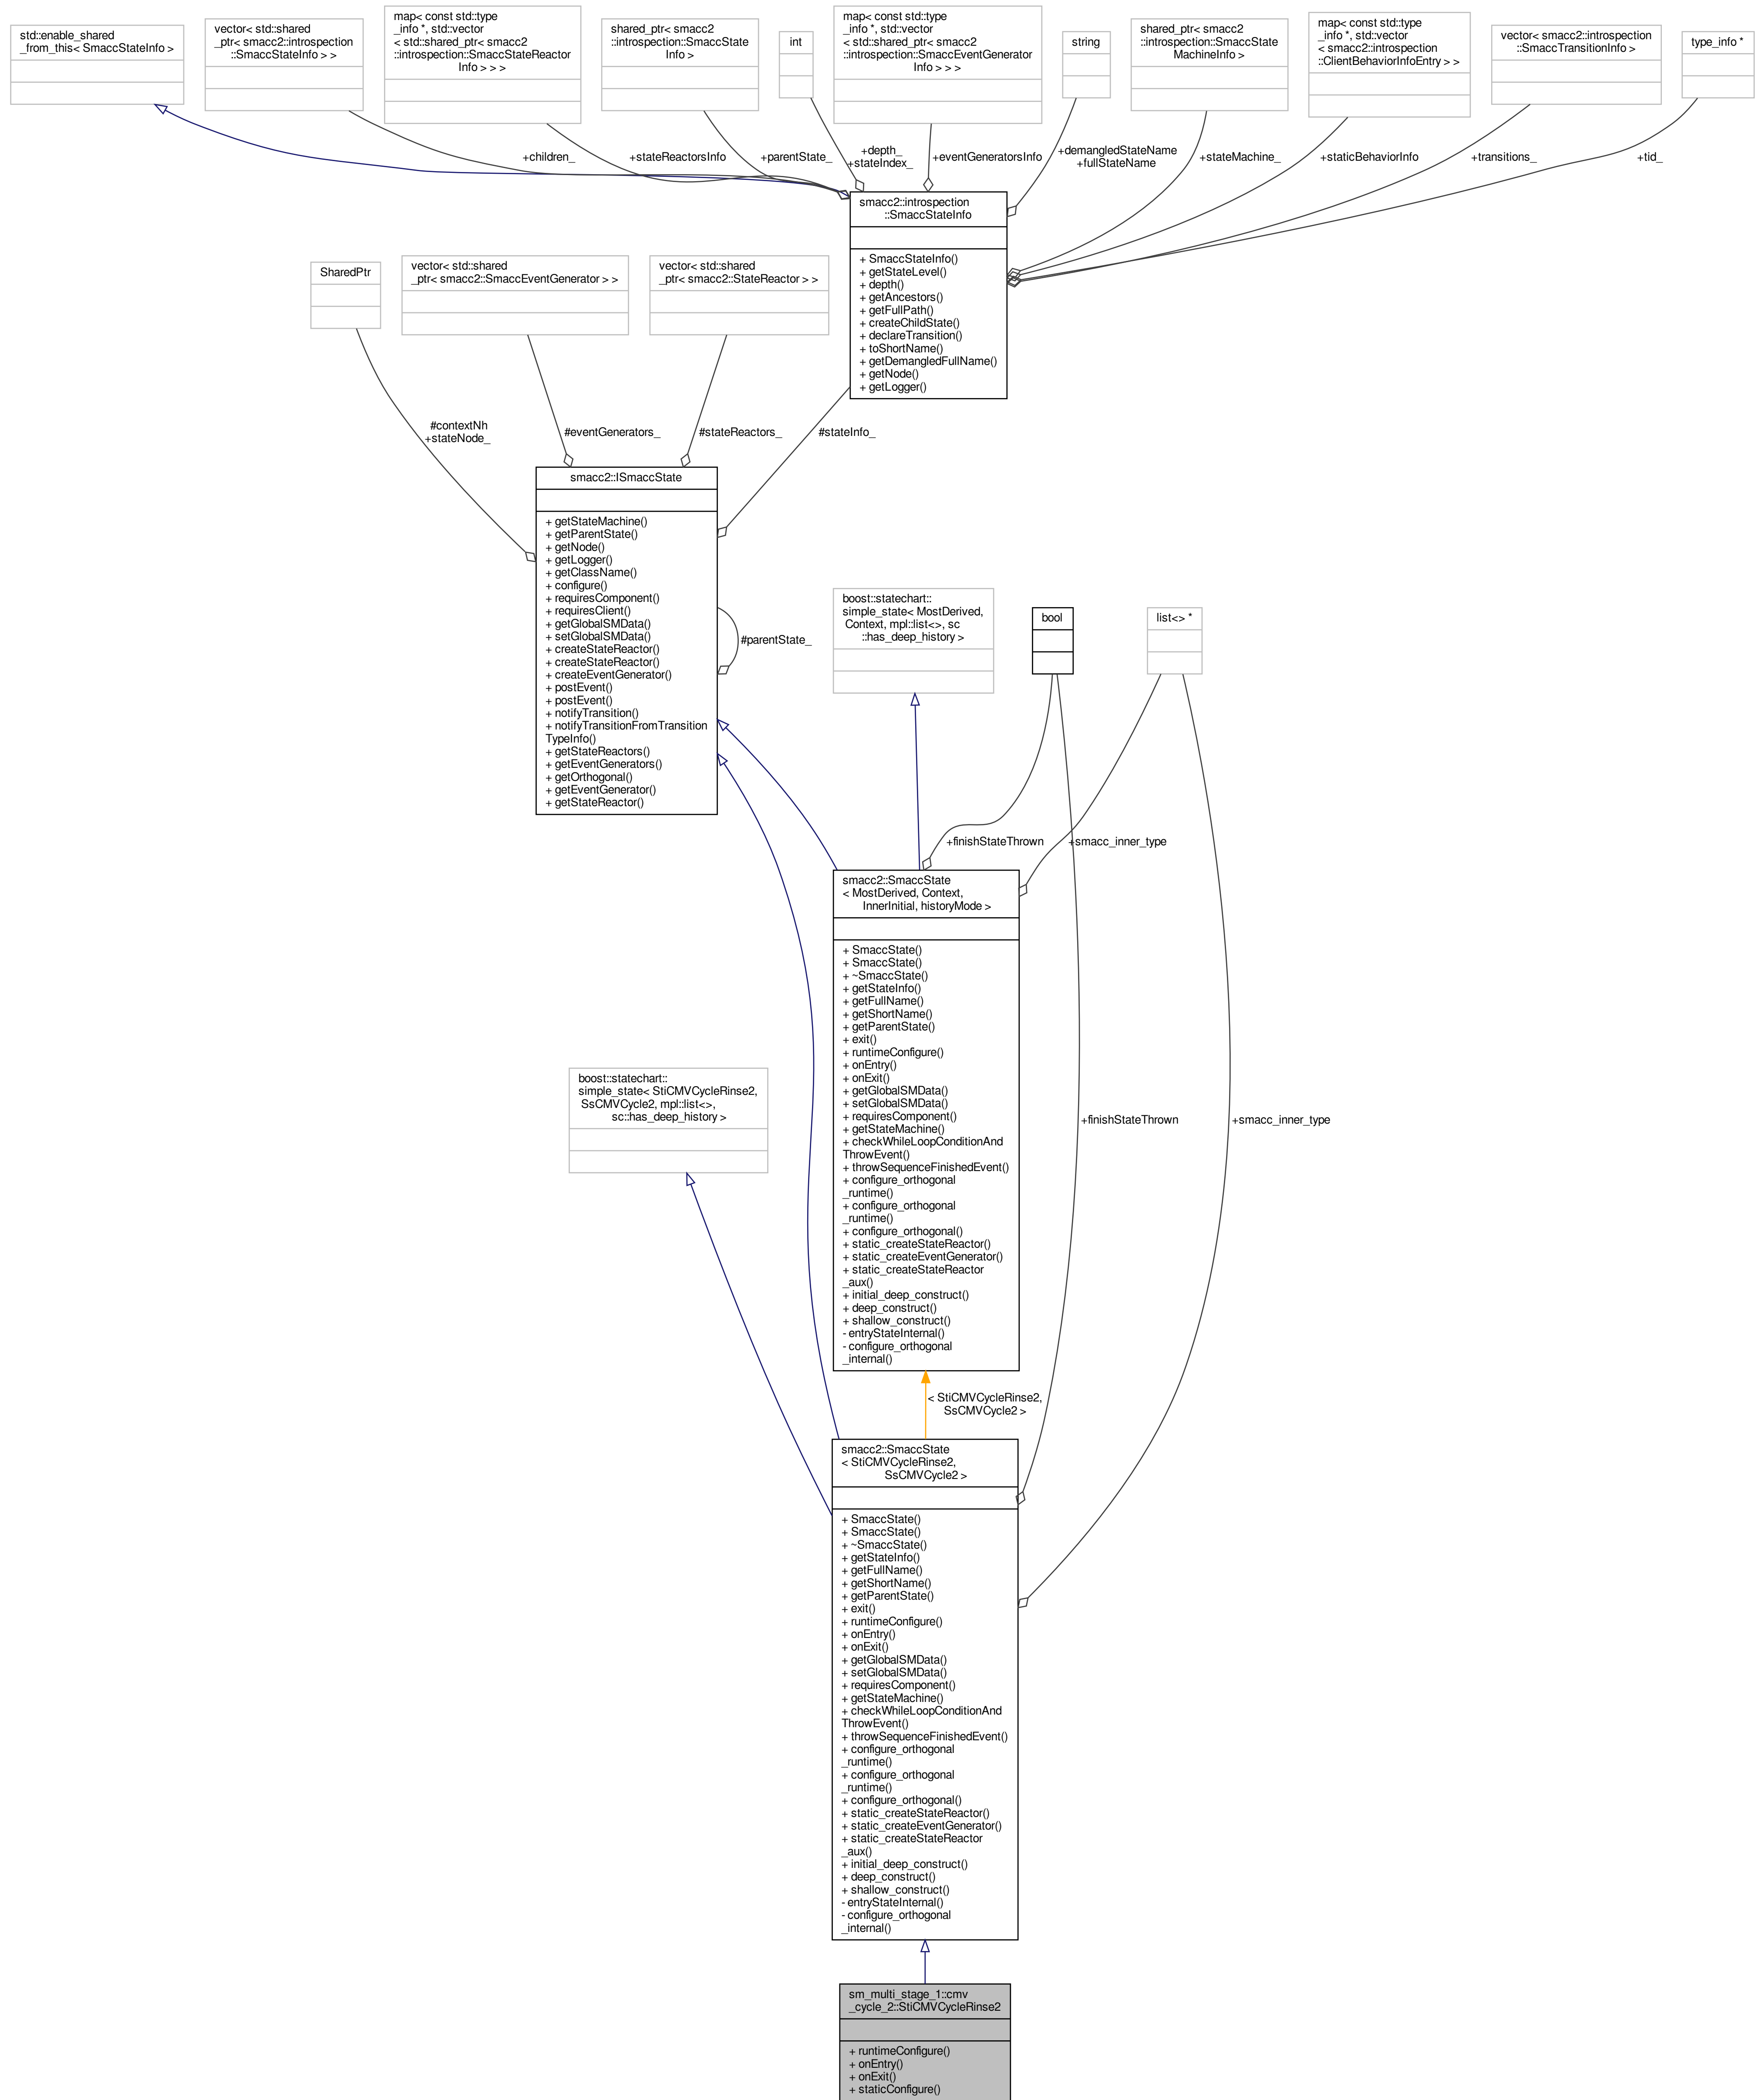 std::enable_shared
_from_this< SmaccStateInfo >
vector< std::shared
_ptr< smacc2::introspection
::SmaccStateInfo > >
map< const std::type
_info *, std::vector
< std::shared_ptr< smacc2
::introspection::SmaccStateReactor
Info > > >
shared_ptr< smacc2
::introspection::SmaccState
Info >
int
map< const std::type
_info *, std::vector
< std::shared_ptr< smacc2
::introspection::SmaccEventGenerator
Info > > >
string
shared_ptr< smacc2
::introspection::SmaccState
MachineInfo >
map< const std::type
_info *, std::vector
< smacc2::introspection
::ClientBehaviorInfoEntry > >
vector< smacc2::introspection
::SmaccTransitionInfo >
type_info *
+children_
+stateReactorsInfo
+parentState_
+depth_
+stateIndex_
+eventGeneratorsInfo
+demangledStateName
+fullStateName
+stateMachine_
+staticBehaviorInfo
+transitions_
+tid_
smacc2::introspection
::SmaccStateInfo
+ SmaccStateInfo()
+ getStateLevel()
+ depth()
+ getAncestors()
+ getFullPath()
+ createChildState()
+ declareTransition()
+ toShortName()
+ getDemangledFullName()
+ getNode()
+ getLogger()
SharedPtr
vector< std::shared
_ptr< smacc2::SmaccEventGenerator > >
vector< std::shared
_ptr< smacc2::StateReactor > >
#contextNh
+stateNode_
#eventGenerators_
#stateReactors_
#stateInfo_
smacc2::ISmaccState
+ getStateMachine()
+ getParentState()
+ getNode()
+ getLogger()
+ getClassName()
+ configure()
+ requiresComponent()
+ requiresClient()
+ getGlobalSMData()
+ setGlobalSMData()
+ createStateReactor()
+ createStateReactor()
+ createEventGenerator()
+ postEvent()
+ postEvent()
+ notifyTransition()
+ notifyTransitionFromTransition
TypeInfo()
+ getStateReactors()
+ getEventGenerators()
+ getOrthogonal()
+ getEventGenerator()
+ getStateReactor()
#parentState_
boost::statechart::
simple_state< MostDerived,
Context, mpl::list<>, sc
::has_deep_history >
bool
list<> *
+finishStateThrown
+smacc_inner_type
smacc2::SmaccState
< MostDerived, Context,
InnerInitial, historyMode >
+ SmaccState()
+ SmaccState()
+ ~SmaccState()
+ getStateInfo()
+ getFullName()
+ getShortName()
+ getParentState()
+ exit()
+ runtimeConfigure()
+ onEntry()
+ onExit()
+ getGlobalSMData()
+ setGlobalSMData()
+ requiresComponent()
+ getStateMachine()
+ checkWhileLoopConditionAnd
ThrowEvent()
+ throwSequenceFinishedEvent()
+ configure_orthogonal
_runtime()
+ configure_orthogonal
_runtime()
+ configure_orthogonal()
+ static_createStateReactor()
+ static_createEventGenerator()
+ static_createStateReactor
_aux()
+ initial_deep_construct()
+ deep_construct()
+ shallow_construct()
- entryStateInternal()
- configure_orthogonal
_internal()
boost::statechart::
simple_state< StiCMVCycleRinse2,
SsCMVCycle2, mpl::list<>,
sc::has_deep_history >
+finishStateThrown
+smacc_inner_type
< StiCMVCycleRinse2,
SsCMVCycle2 >
smacc2::SmaccState
< StiCMVCycleRinse2,
SsCMVCycle2 >
+ SmaccState()
+ SmaccState()
+ ~SmaccState()
+ getStateInfo()
+ getFullName()
+ getShortName()
+ getParentState()
+ exit()
+ runtimeConfigure()
+ onEntry()
+ onExit()
+ getGlobalSMData()
+ setGlobalSMData()
+ requiresComponent()
+ getStateMachine()
+ checkWhileLoopConditionAnd
ThrowEvent()
+ throwSequenceFinishedEvent()
+ configure_orthogonal
_runtime()
+ configure_orthogonal
_runtime()
+ configure_orthogonal()
+ static_createStateReactor()
+ static_createEventGenerator()
+ static_createStateReactor
_aux()
+ initial_deep_construct()
+ deep_construct()
+ shallow_construct()
- entryStateInternal()
- configure_orthogonal
_internal()
sm_multi_stage_1::cmv
_cycle_2::StiCMVCycleRinse2
+ runtimeConfigure()
+ onEntry()
+ onExit()
+ staticConfigure()